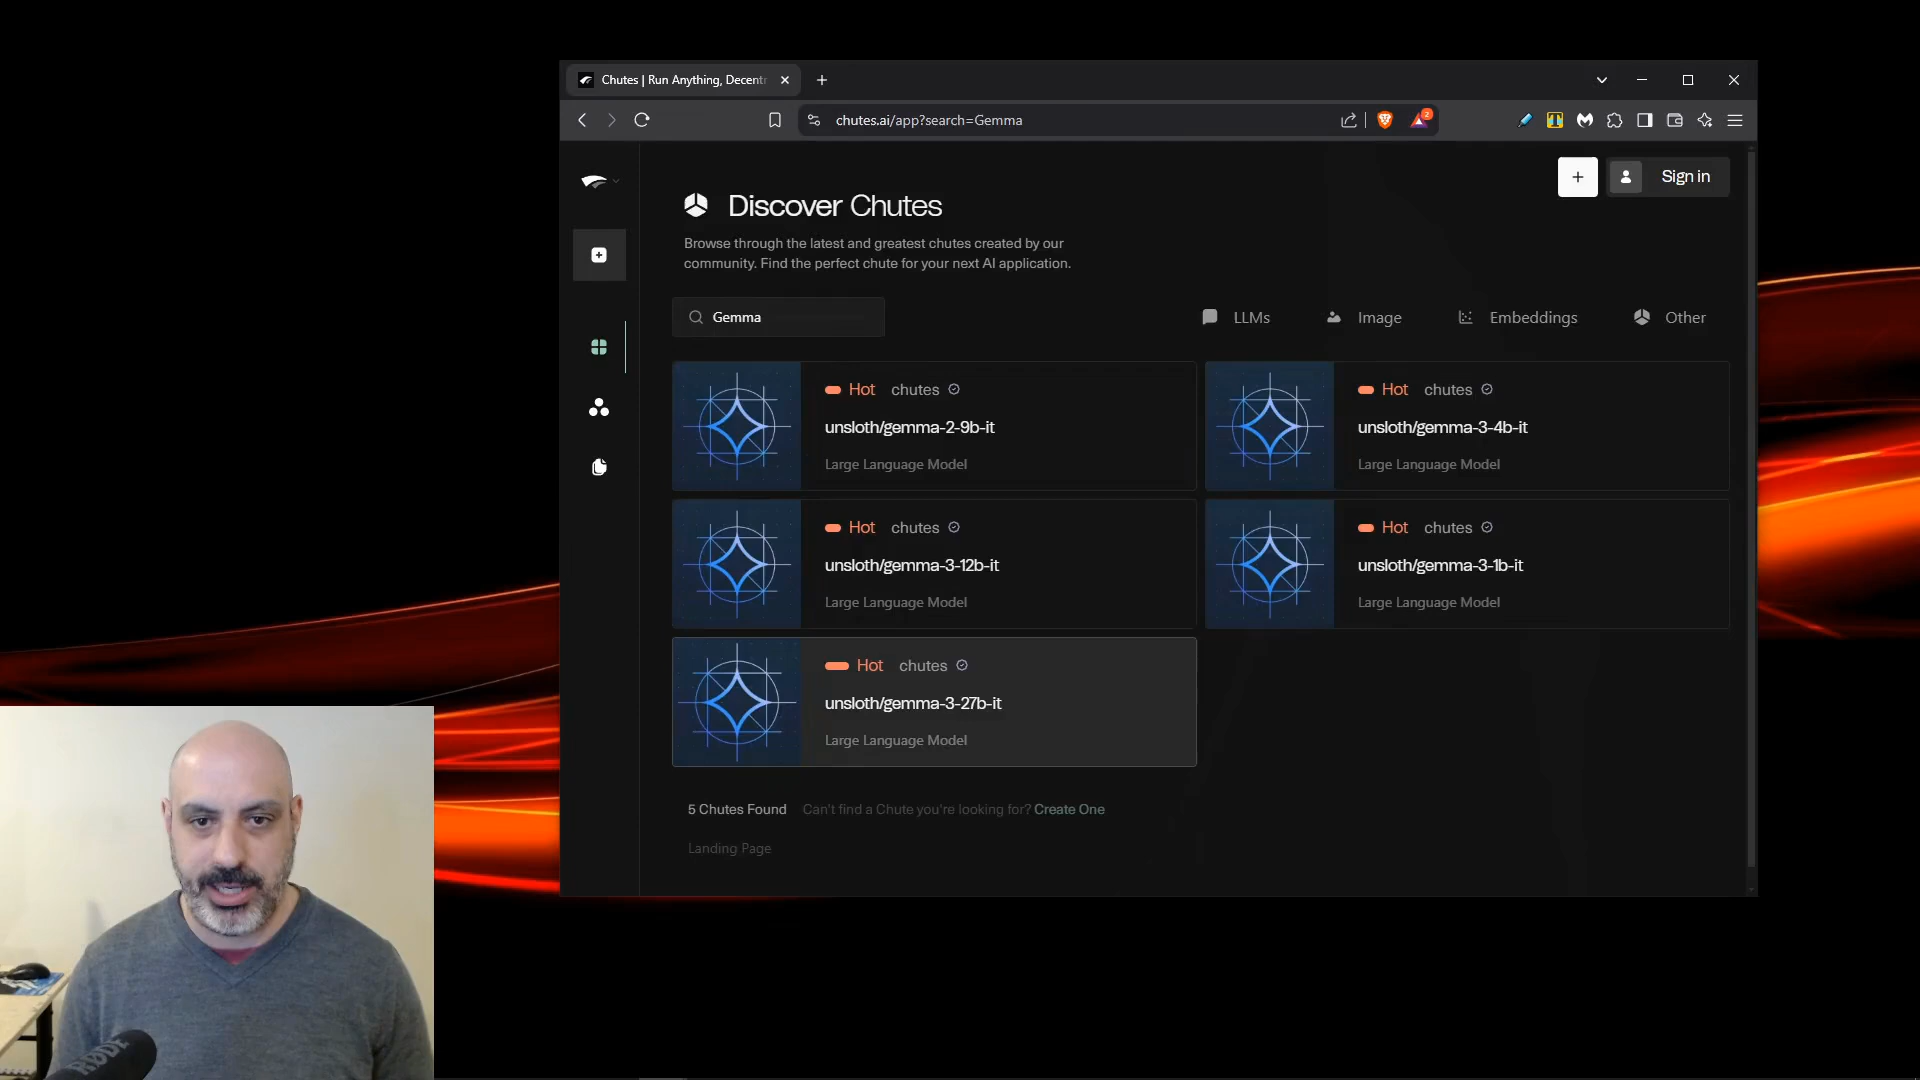 Chutes | Run Anything, Decentr
chutes.ai/app?search=Gemma
2
Sign in
Discover Chutes
Browse through the latest and greatest chutes created by our
community. Find the perfect chute for your next AI application.
Gemma
LLMs
Image
Embeddings
Other
Hot chutes
unsloth/gemma-2-9b-it
Large Language Model
Hot chutes
unsloth/gemma-3-4b-it
Large Language Model
Hot chutes
unsloth/gemma-3-12b-it
Large Language Model
Hot chutes
unsloth/gemma-3-1b-it
Large Language Model
Hot chutes
unsloth/gemma-3-27b-it
Large Language Model
5 Chutes Found Can't find a Chute you're looking for? Create One
Landing Page
RØDE